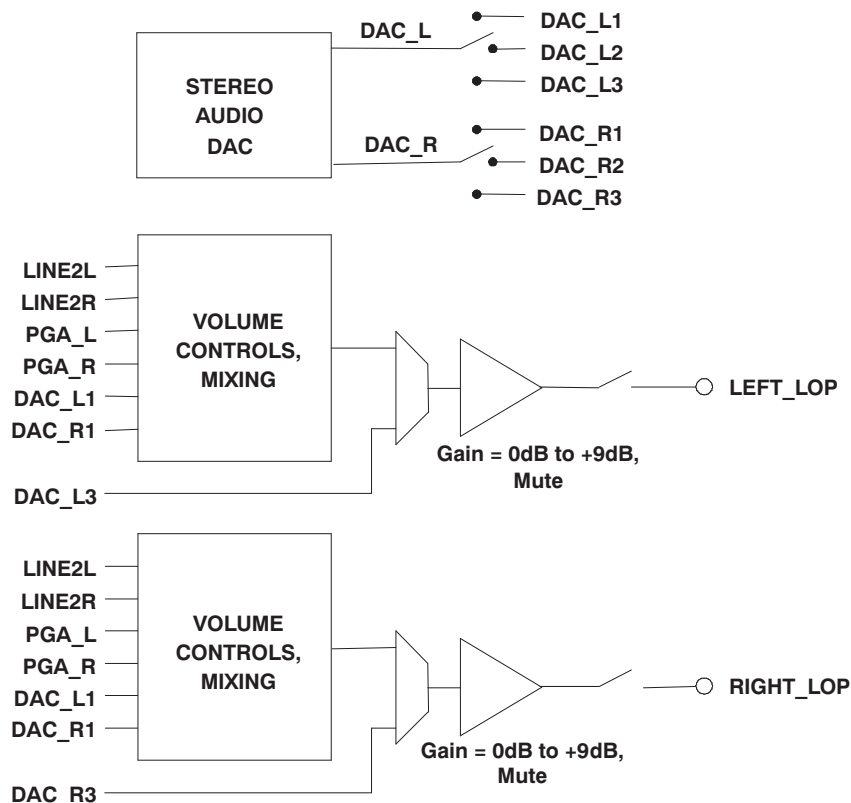 DAC_L
DAC_L1
DAC_L2
DAC_L3
STEREO
AUDIO
DAC
DAC_R
DAC_R1
DAC_R2
DAC_R3
LINE2L
LINE2R
PGA_L
PGA_R
DAC_L1
DAC_R1
DAC_L3
VOLUME
CONTROLS,
MIXING
Gain = 0dB to +9dB,
Mute
LEFT_LOP
LINE2L
LINE2R
PGA_L
PGA_R
DAC_L1
DAC_R1
DAC_R3
VOLUME
CONTROLS,
MIXING
Gain = 0dB to +9dB,
Mute
RIGHT_LOP